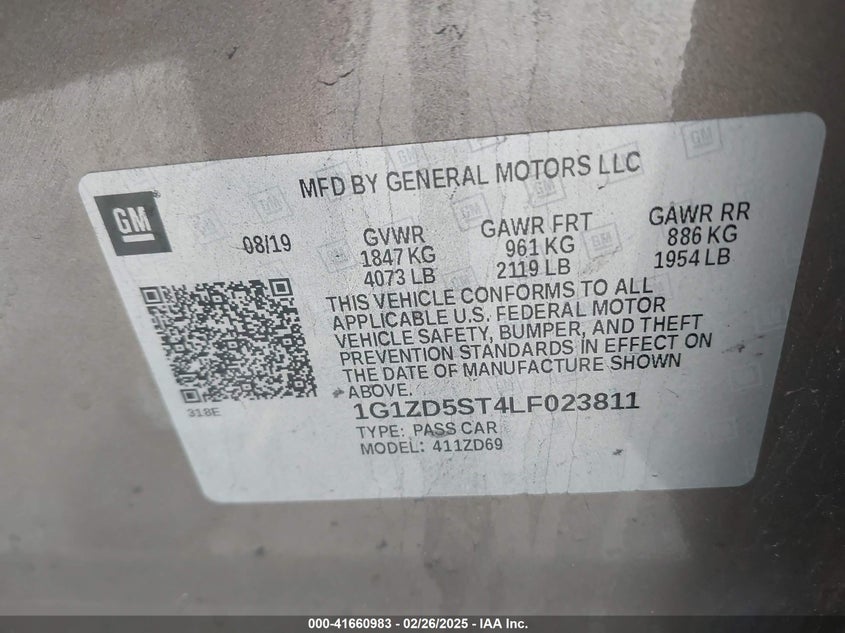 MFD BY GENERAL MOTORS LLC
GM
08/19
GVWR
1847 KG
4073 LB
GAWR FRT
961 KG
2119 LB
GAWR RR
886 KG
1954 LB
THIS VEHICLE CONFORMS TO ALL
APPLICABLE U.S. FEDERAL MOTOR
VEHICLE SAFETY, BUMPER, AND THEFT
PREVENTION STANDARDS IN EFFECT ON
THE DATE OF MANUFACTURE SHOWN
ABOVE.
318E
1G1ZD5ST4LF023811
TYPE: PASS CAR
MODEL: 411ZD69
000-41660983 - 02/26/2025 - IAA Inc.